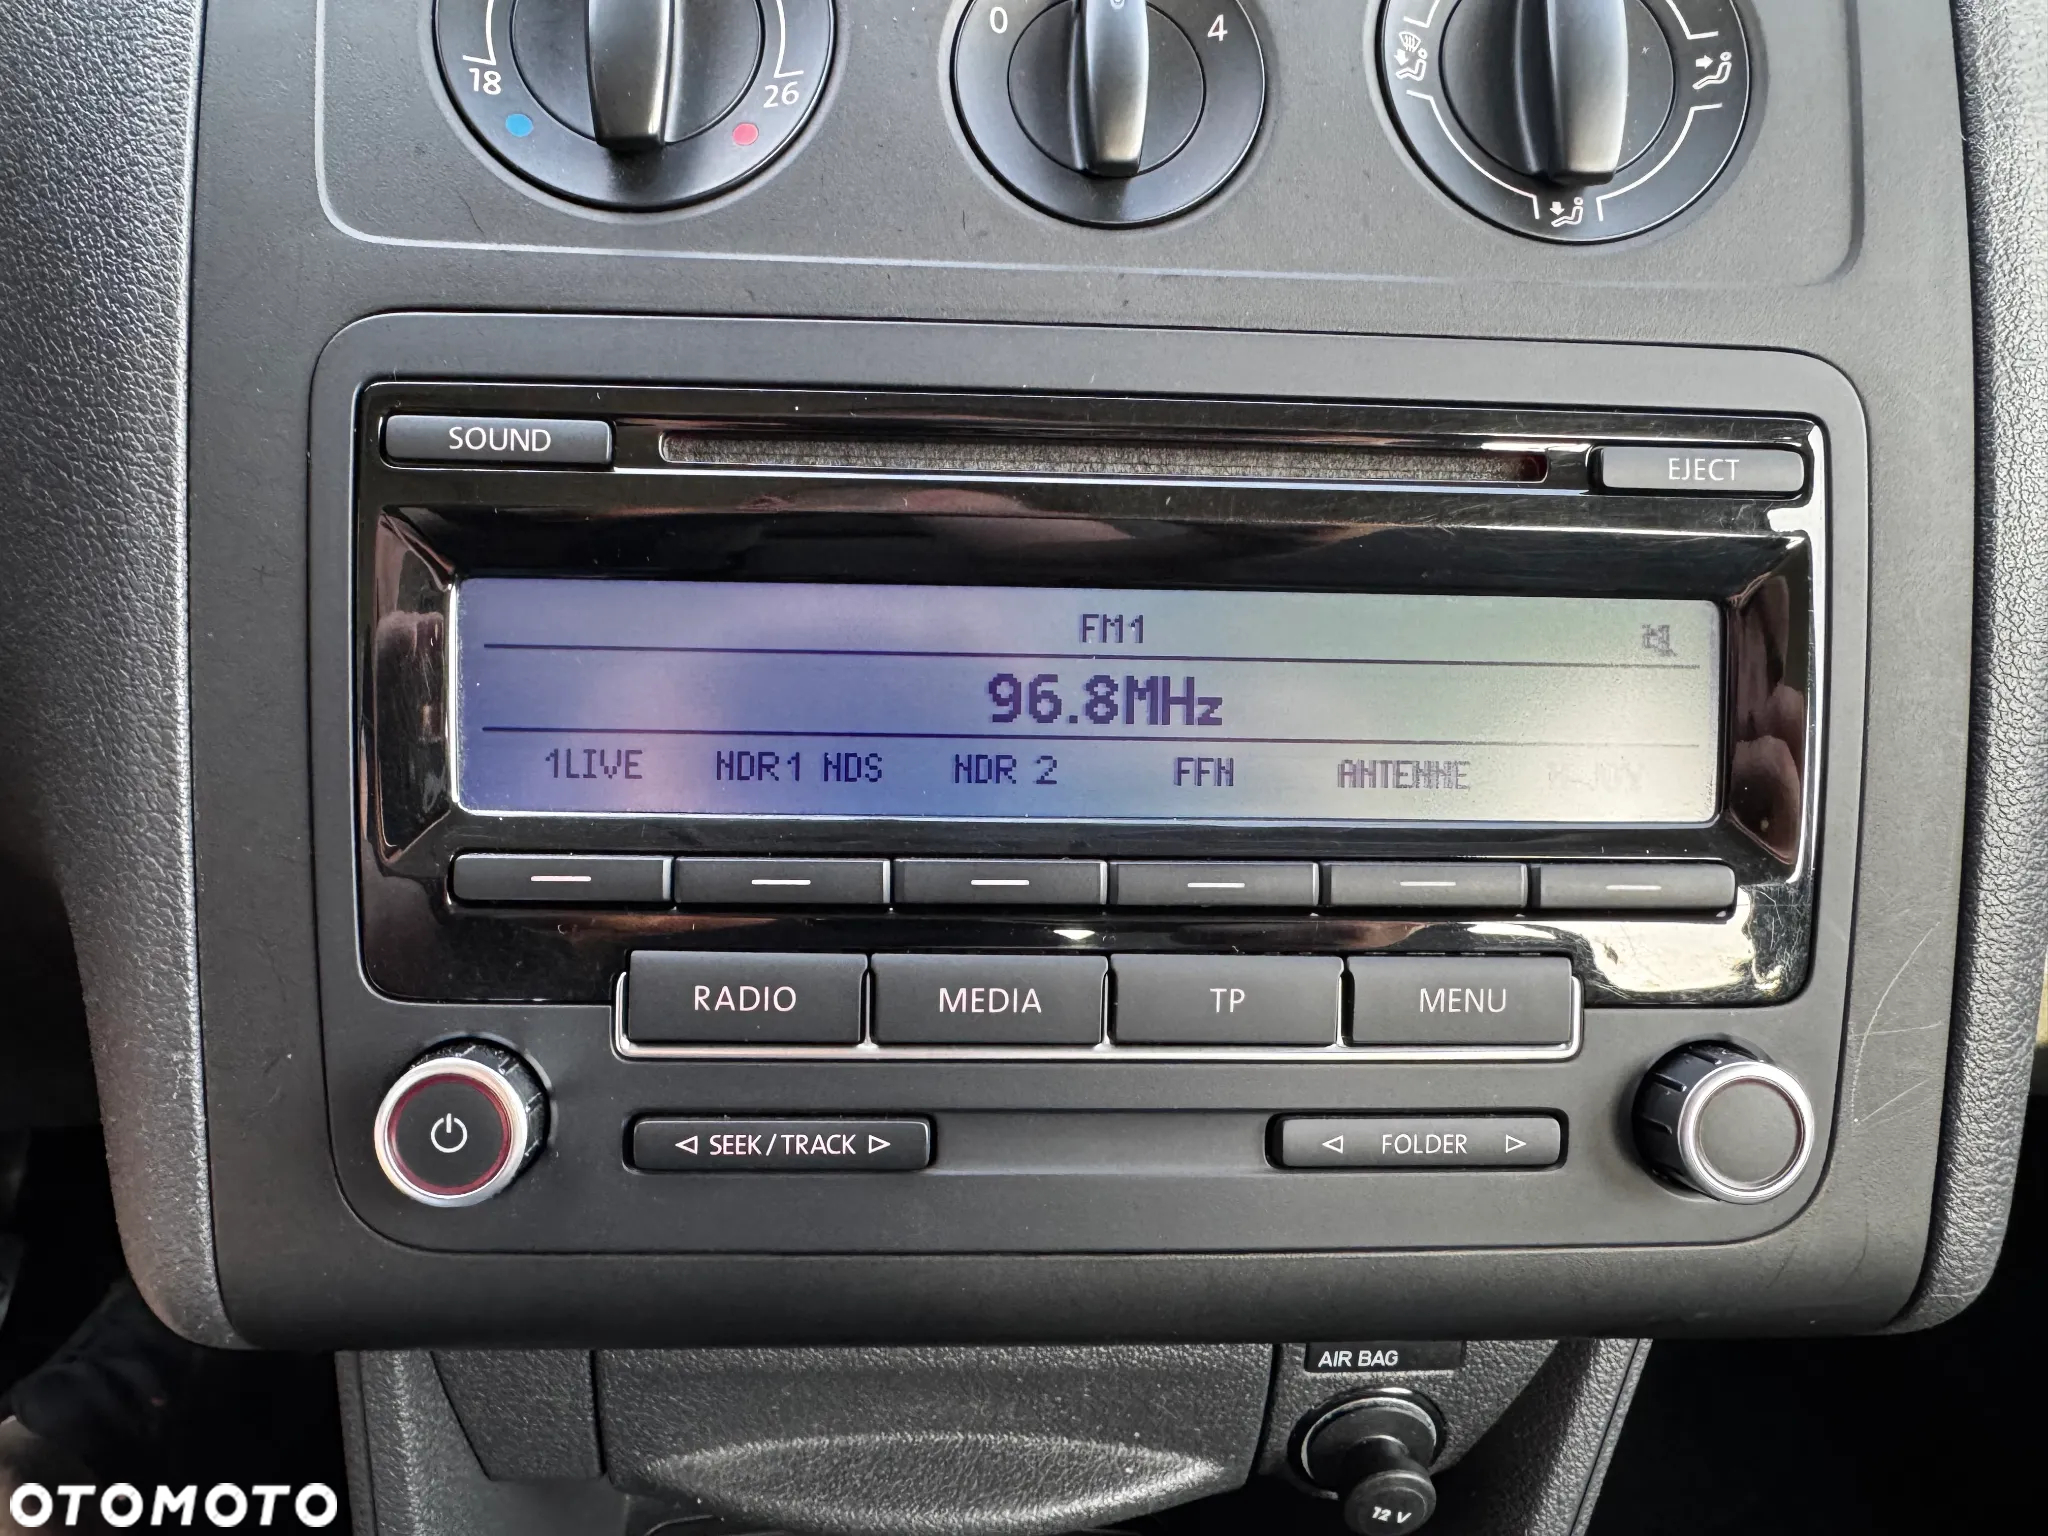 18
26
0
4
SOUND
EJECT
FM1
96.8MHz
1LIVE NDR1 NDS NDR 2 FFN ANTENNE
RADIO MEDIA TP MENU
SEEK/TRACK
FOLDER
AIR BAG
12 V
OTOMOTO